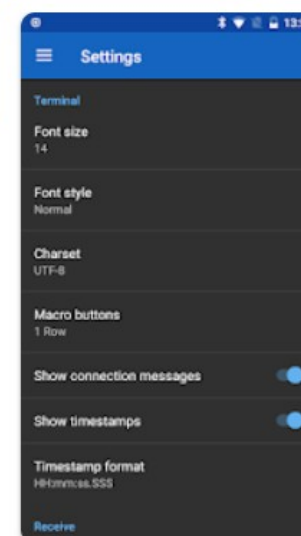 13:
Settings
Terminal
Font size
14
Font style
Normal
Charset
UTF-8
Macro buttons
1 Row
Show connection messages
Show timestamps
Timestamp format
HH:mm:ss.SSS
Receive